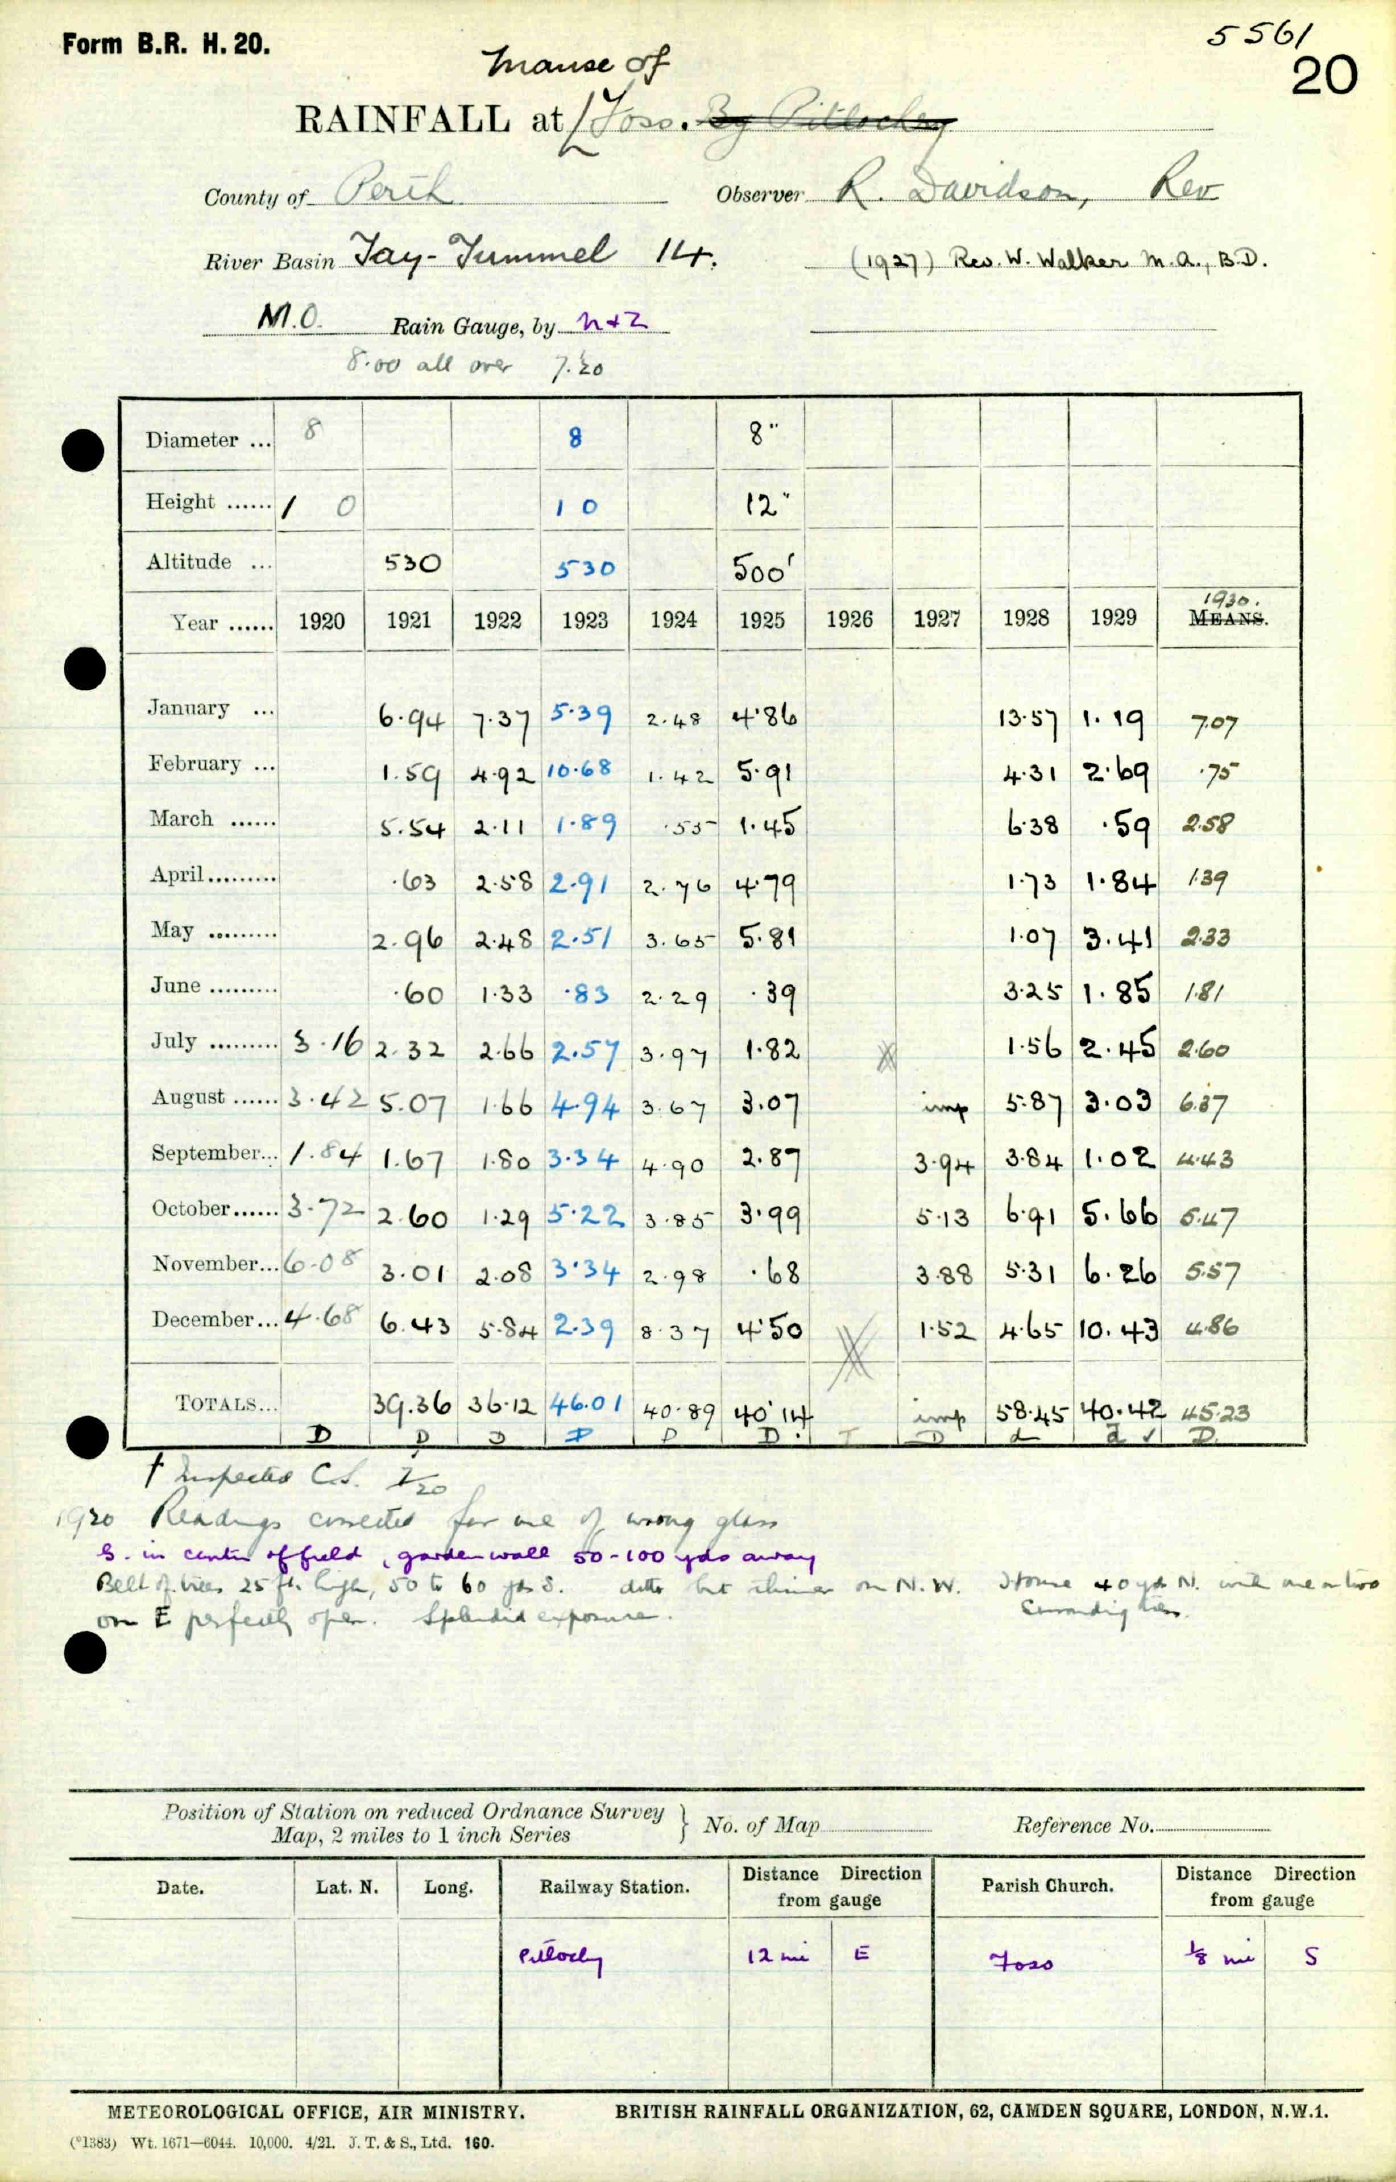 Form B.R. H. 20.
5561
20
Manse of
RAINFALL at Foss. By Pitlochry
County of Perth Observer R. Davidson, Rev
River Basin Tay-Tummel 14. (1927) Rev. W. Walker M.A., B.D.
M.O. Rain Gauge, by N+Z
8.00 all over 7.20
Diameter ... 8 8 8"
Height ...... 1 0 1 0 12"
Altitude ... 530 530 500'
1930.
Year ...... 1920 1921 1922 1923 1924 1925 1926 1927 1928 1929 MEANS.
January ... 6.94 7.37 5.39 2.48 4.86 13.57 1.19 7.07
February ... 1.59 4.92 10.68 1.42 5.91 4.31 2.69 .75
March ...... 5.54 2.11 1.89 .55 1.45 6.38 .59 2.58
April......... .63 2.58 2.91 2.76 4.79 1.73 1.84 1.39
May ......... 2.96 2.48 2.51 3.65 5.81 1.07 3.41 2.33
June ......... .60 1.33 .83 2.29 .39 3.25 1.85 1.81
July ......... 3.16 2.32 2.66 2.57 3.97 1.82 1.56 2.45 2.60
August ...... 3.42 5.07 1.66 4.94 3.67 3.07 imp 5.87 3.03 6.37
September... 1.84 1.67 1.80 3.34 4.90 2.87 3.94 3.84 1.02 4.43
October...... 3.72 2.60 1.29 5.22 3.85 3.99 5.13 6.91 5.66 5.47
November... 6.08 3.01 2.08 3.34 2.98 .68 3.88 5.31 6.26 5.57
December... 4.68 6.43 5.84 2.39 8.37 4.50 1.52 4.65 10.43 4.86
TOTALS... 39.36 36.12 46.01 40.89 40.14 imp 58.45 40.42 45.23
D D D D D D D d d D.
† Inspected C.S. 7/20
1920 Readings corrected for use of wrong glass
G. in center of field, garden wall 50-100 yds away
Belt of trees 25 ft. high, 50 to 60 yds S. ditto but thinner on N.W. House 40 yds N. with one or two
surrounding trees.
on E perfectly open. Splendid exposure.
Position of Station on reduced Ordnance Survey
Map, 2 miles to 1 inch Series } No. of Map Reference No.
Date. Lat. N. Long. Railway Station. Distance Direction from gauge Parish Church. Distance Direction from gauge
Pitlochry 12 mi E Foss ⅛ mi S
METEOROLOGICAL OFFICE, AIR MINISTRY. BRITISH RAINFALL ORGANIZATION, 62, CAMDEN SQUARE, LONDON, N.W.1.
(*1383) Wt. 1671—6044. 10,000. 4/21. J. T. & S., Ltd. 160.